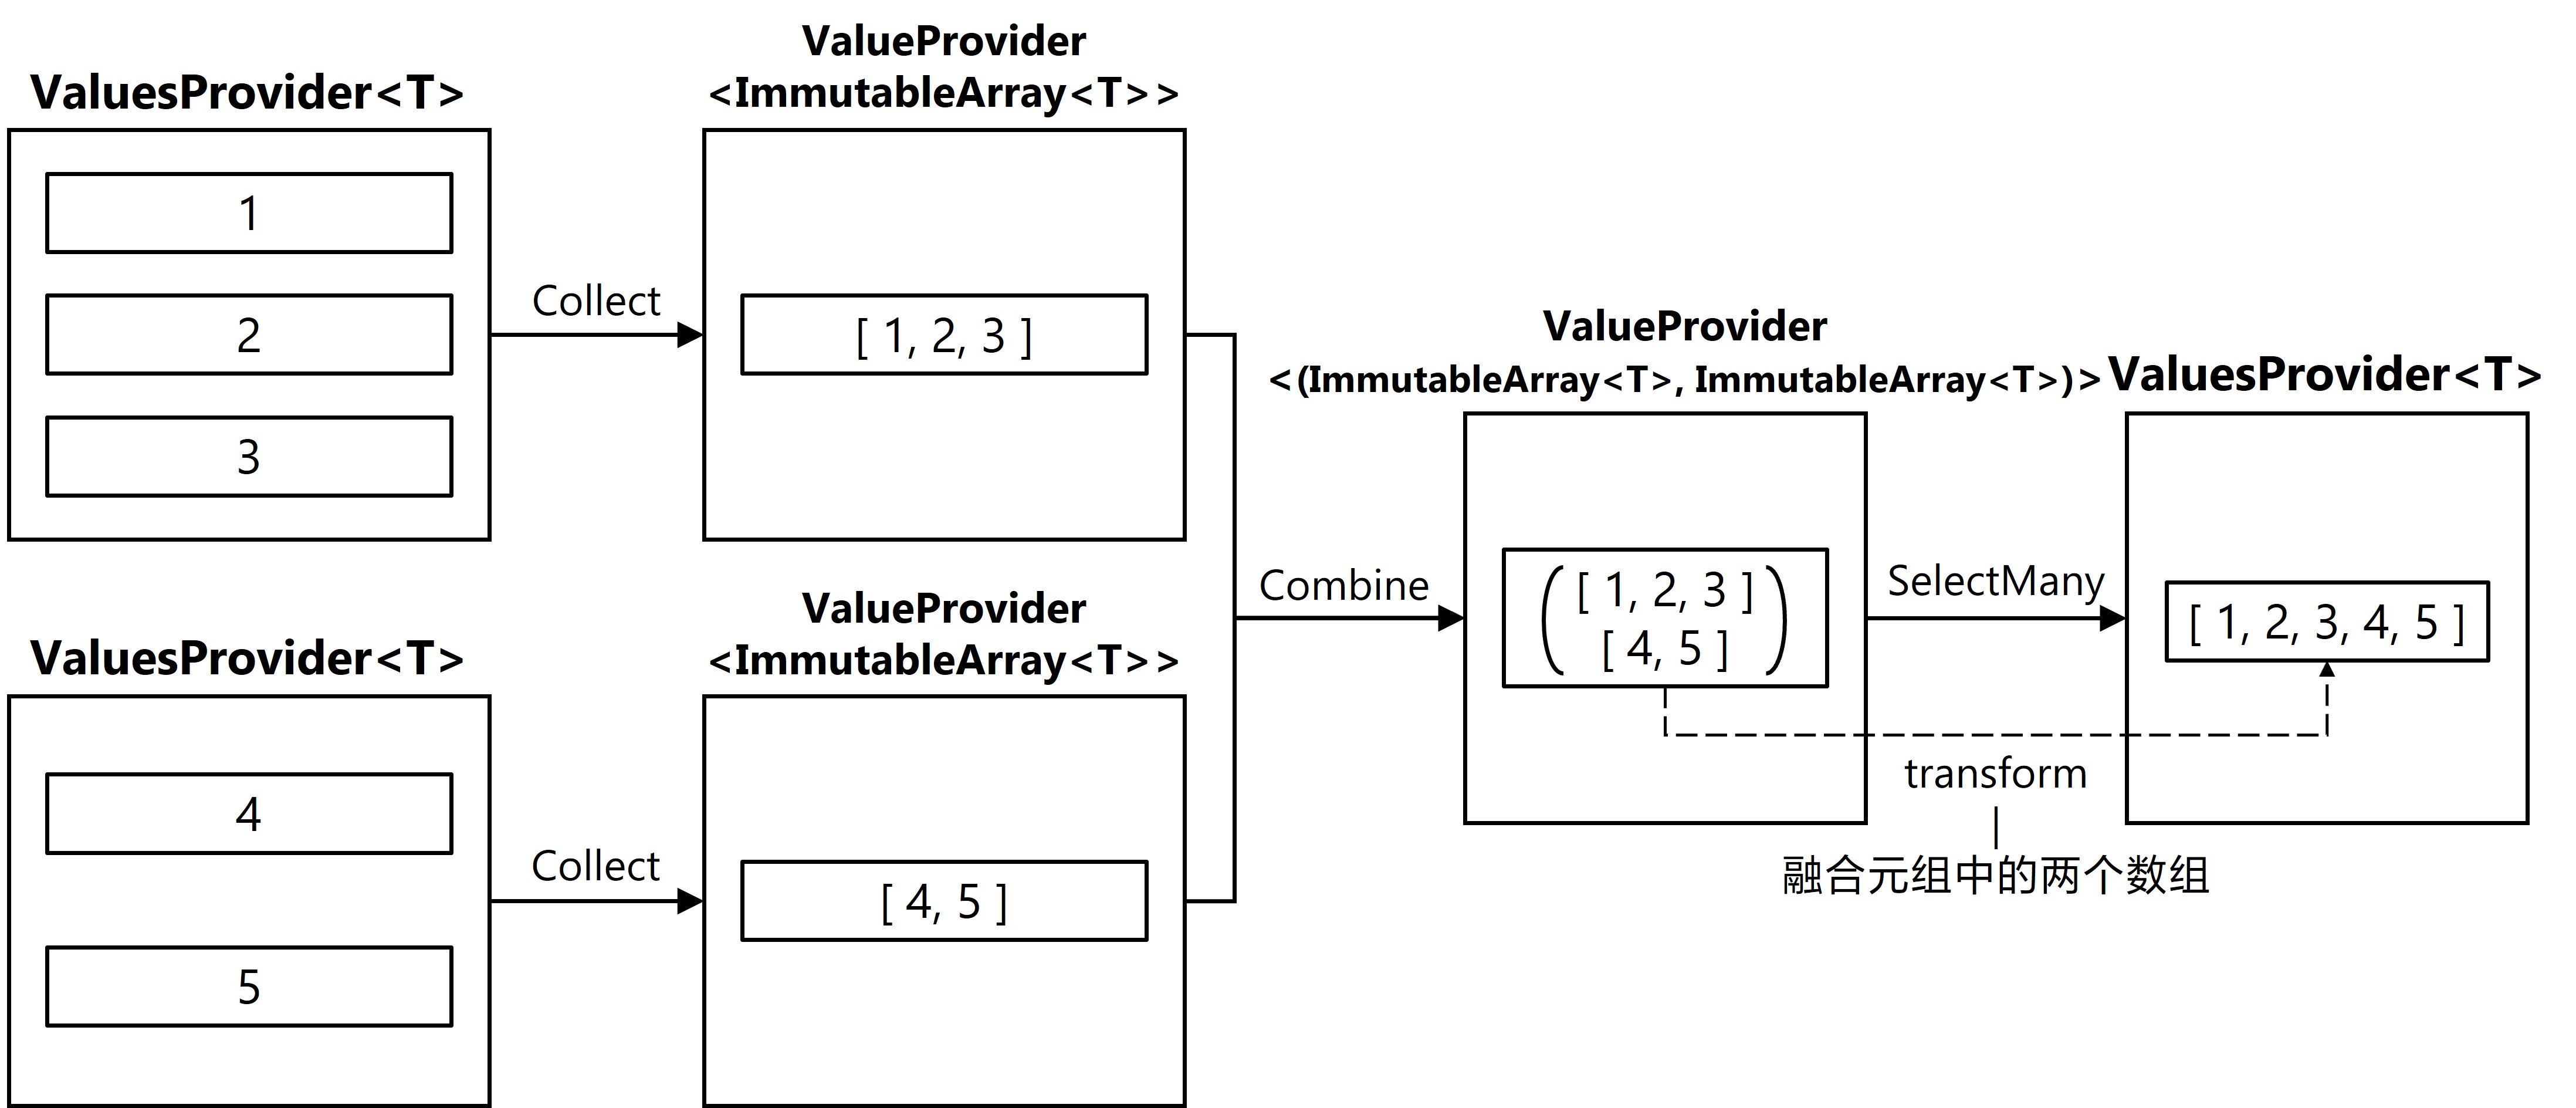 ValuesProvider<T>
1
2
3
Collect
ValueProvider
<ImmutableArray<T>>
[ 1, 2, 3 ]
ValuesProvider<T>
4
5
Collect
ValueProvider
<ImmutableArray<T>>
[ 4, 5 ]
Combine
ValueProvider
<(ImmutableArray<T>, ImmutableArray<T>)>
[ 1, 2, 3 ]
[ 4, 5 ]
SelectMany
transform
融合元组中的两个数组
ValuesProvider<T>
[ 1, 2, 3, 4, 5 ]